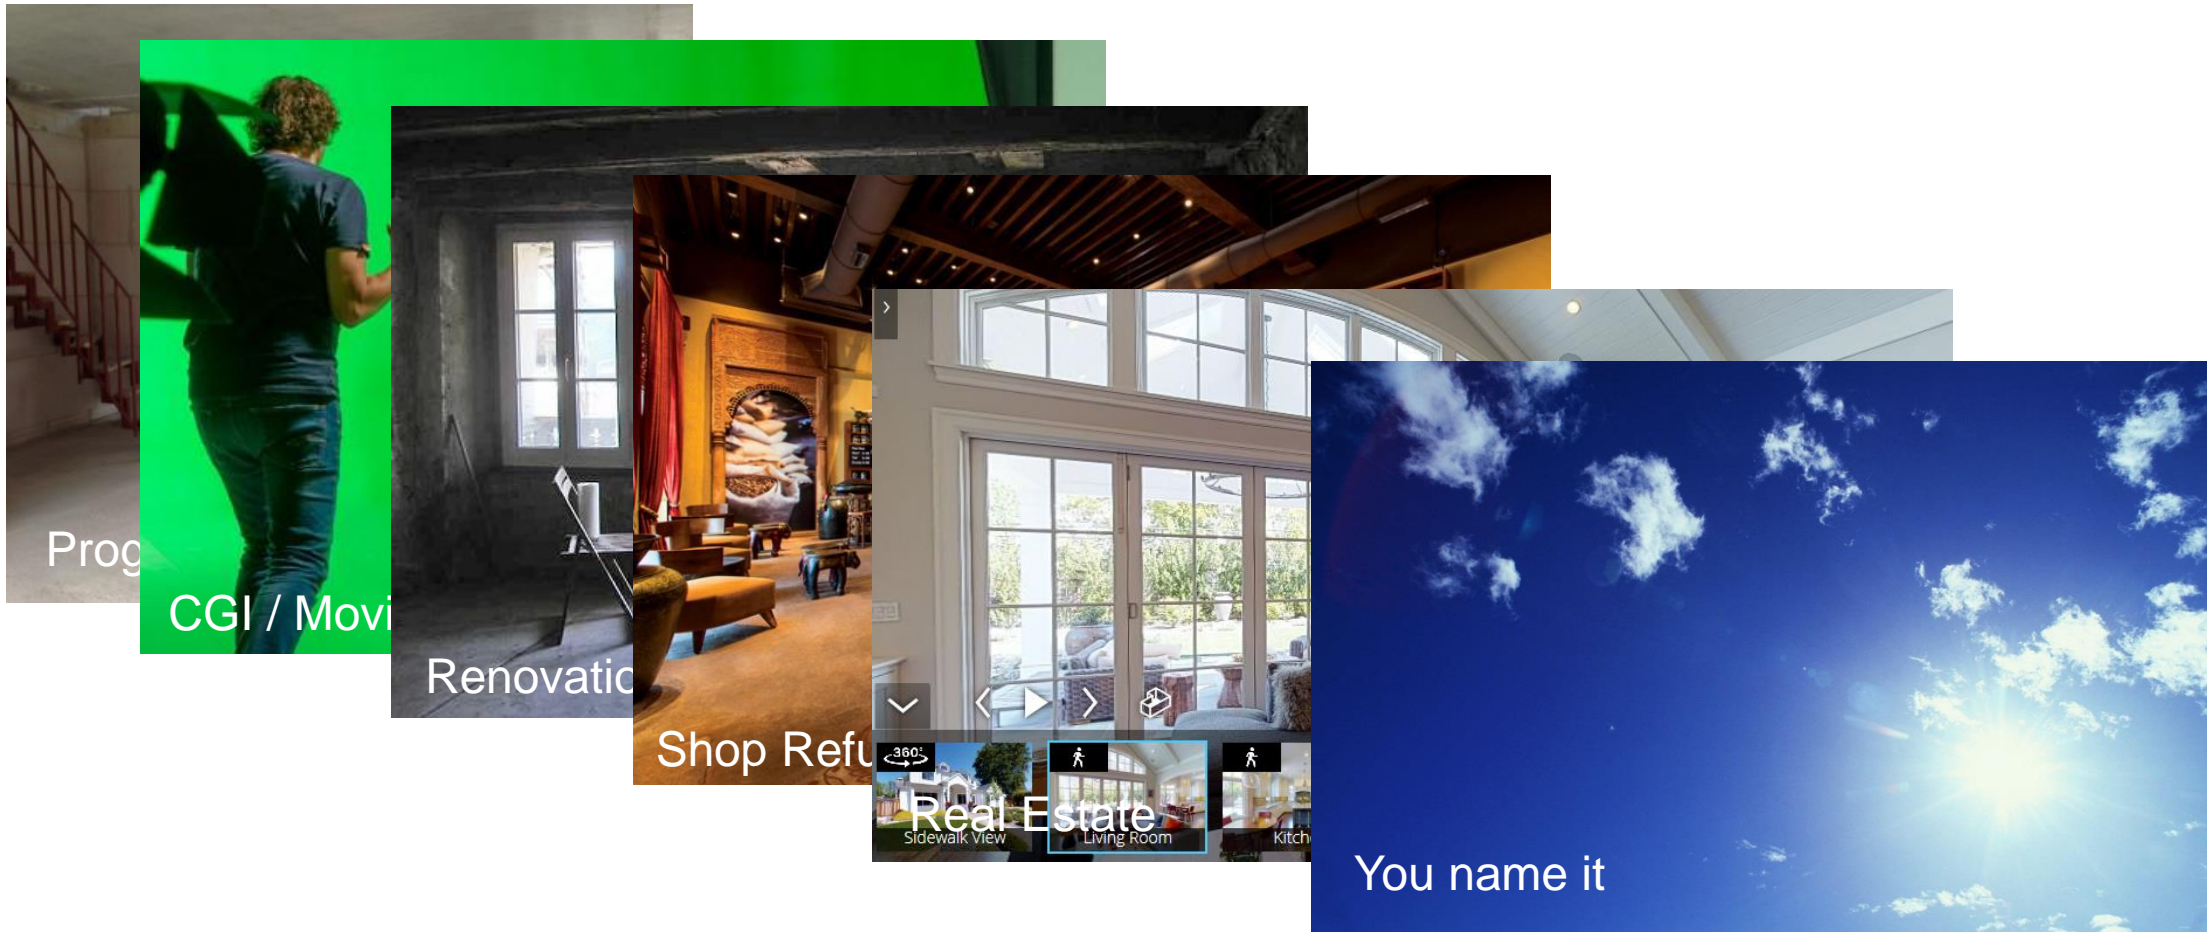 Prog
CGI / Movi
Renovatio
Shop Refu
360°
Real Estate
Sidewalk View
Living Room
Kitch
You name it